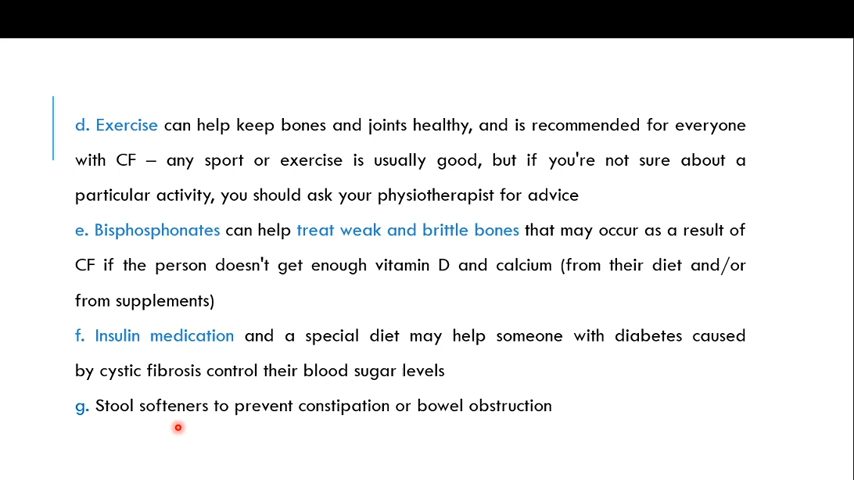 d. Exercise can help keep bones and joints healthy, and is recommended for everyone
with CF – any sport or exercise is usually good, but if you're not sure about a
particular activity, you should ask your physiotherapist for advice
e. Bisphosphonates can help treat weak and brittle bones that may occur as a result of
CF if the person doesn't get enough vitamin D and calcium (from their diet and/or
from supplements)
f. Insulin medication and a special diet may help someone with diabetes caused
by cystic fibrosis control their blood sugar levels
g. Stool softeners to prevent constipation or bowel obstruction